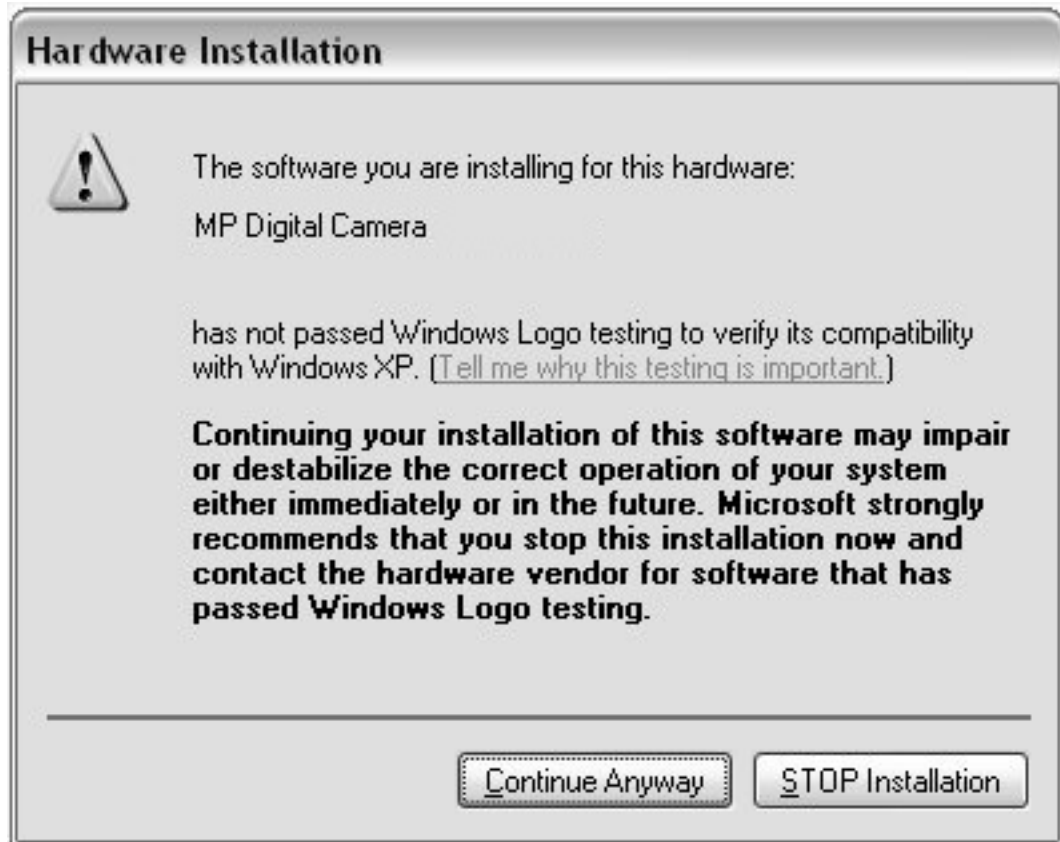 Hardware Installation
The software you are installing for this hardware:
MP Digital Camera
has not passed Windows Logo testing to verify its compatibility
with Windows XP. (Tell me why this testing is important.)
Continuing your installation of this software may impair
or destabilize the correct operation of your system
either immediately or in the future. Microsoft strongly
recommends that you stop this installation now and
contact the hardware vendor for software that has
passed Windows Logo testing.
Continue Anyway
STOP Installation